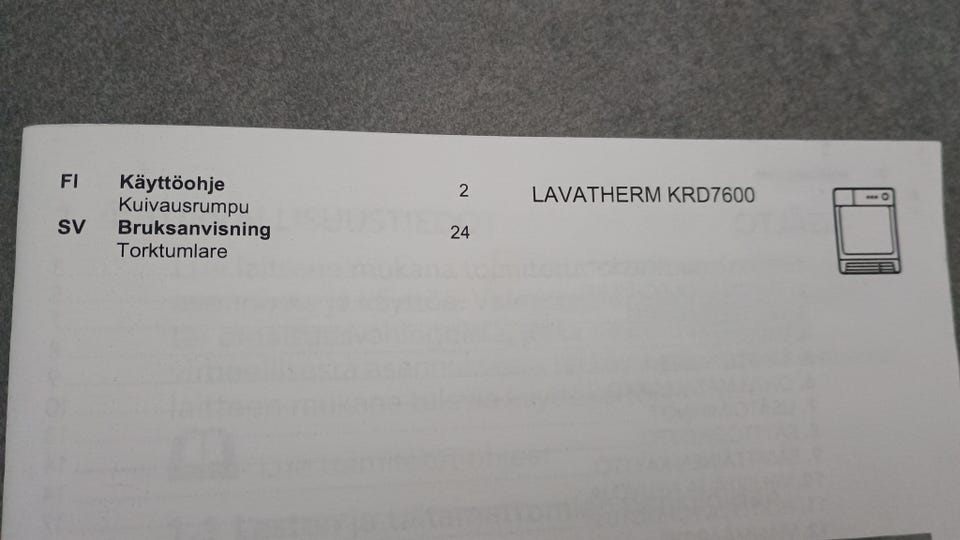 FI Käyttöohje 2 LAVATHERM KRD7600
Kuivausrumpu
SV Bruksanvisning 24
Torktumlare